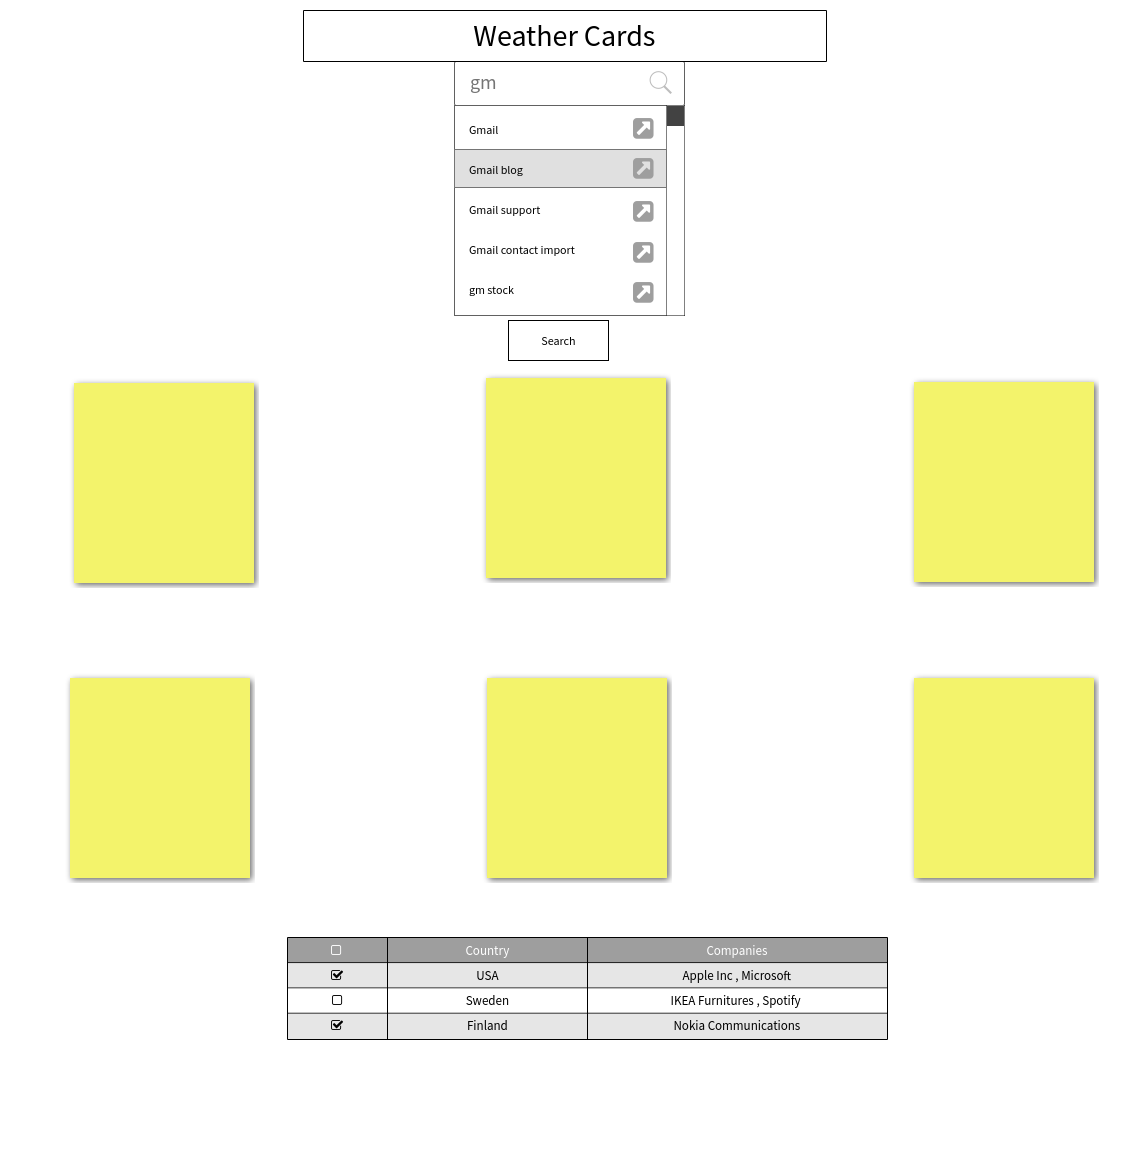 Weather Cards
gm
Gmail
Gmail blog
Gmail support
Gmail contact import
gm stock
Search
Country Companies
USA Apple Inc , Microsoft
Sweden IKEA Furnitures , Spotify
Finland Nokia Communications